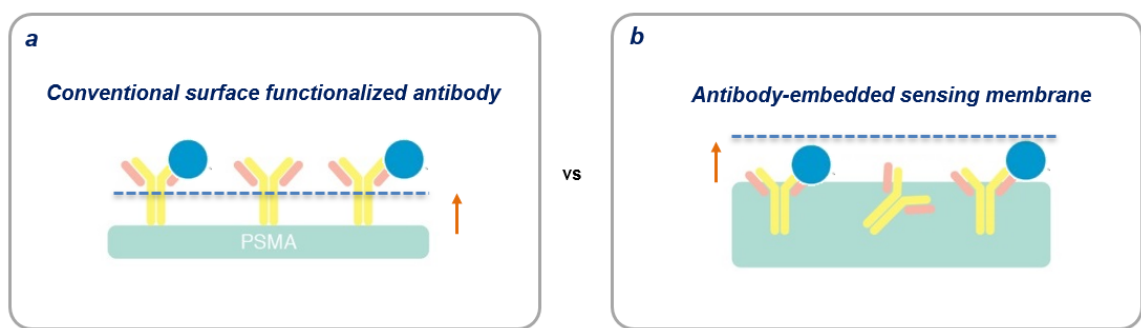 a
Conventional surface functionalized antibody
PSMA
vs
b
Antibody-embedded sensing membrane